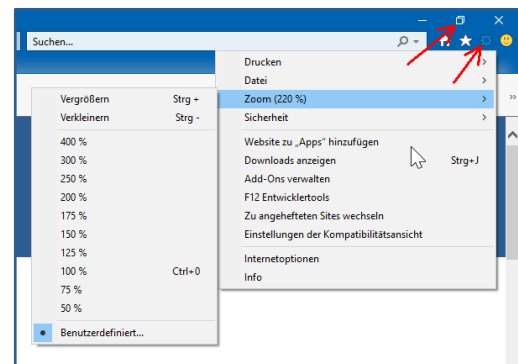 Suchen...
Drucken
Datei
Zoom (220 %)
Sicherheit
Website zu „Apps" hinzufügen
Downloads anzeigen Strg+J
Add-Ons verwalten
F12 Entwicklertools
Zu angehefteten Sites wechseln
Einstellungen der Kompatibilitätsansicht
Internetoptionen
Info
Vergrößern Strg +
Verkleinern Strg -
400 %
300 %
250 %
200 %
175 %
150 %
125 %
100 % Ctrl+0
75 %
50 %
Benutzerdefiniert...